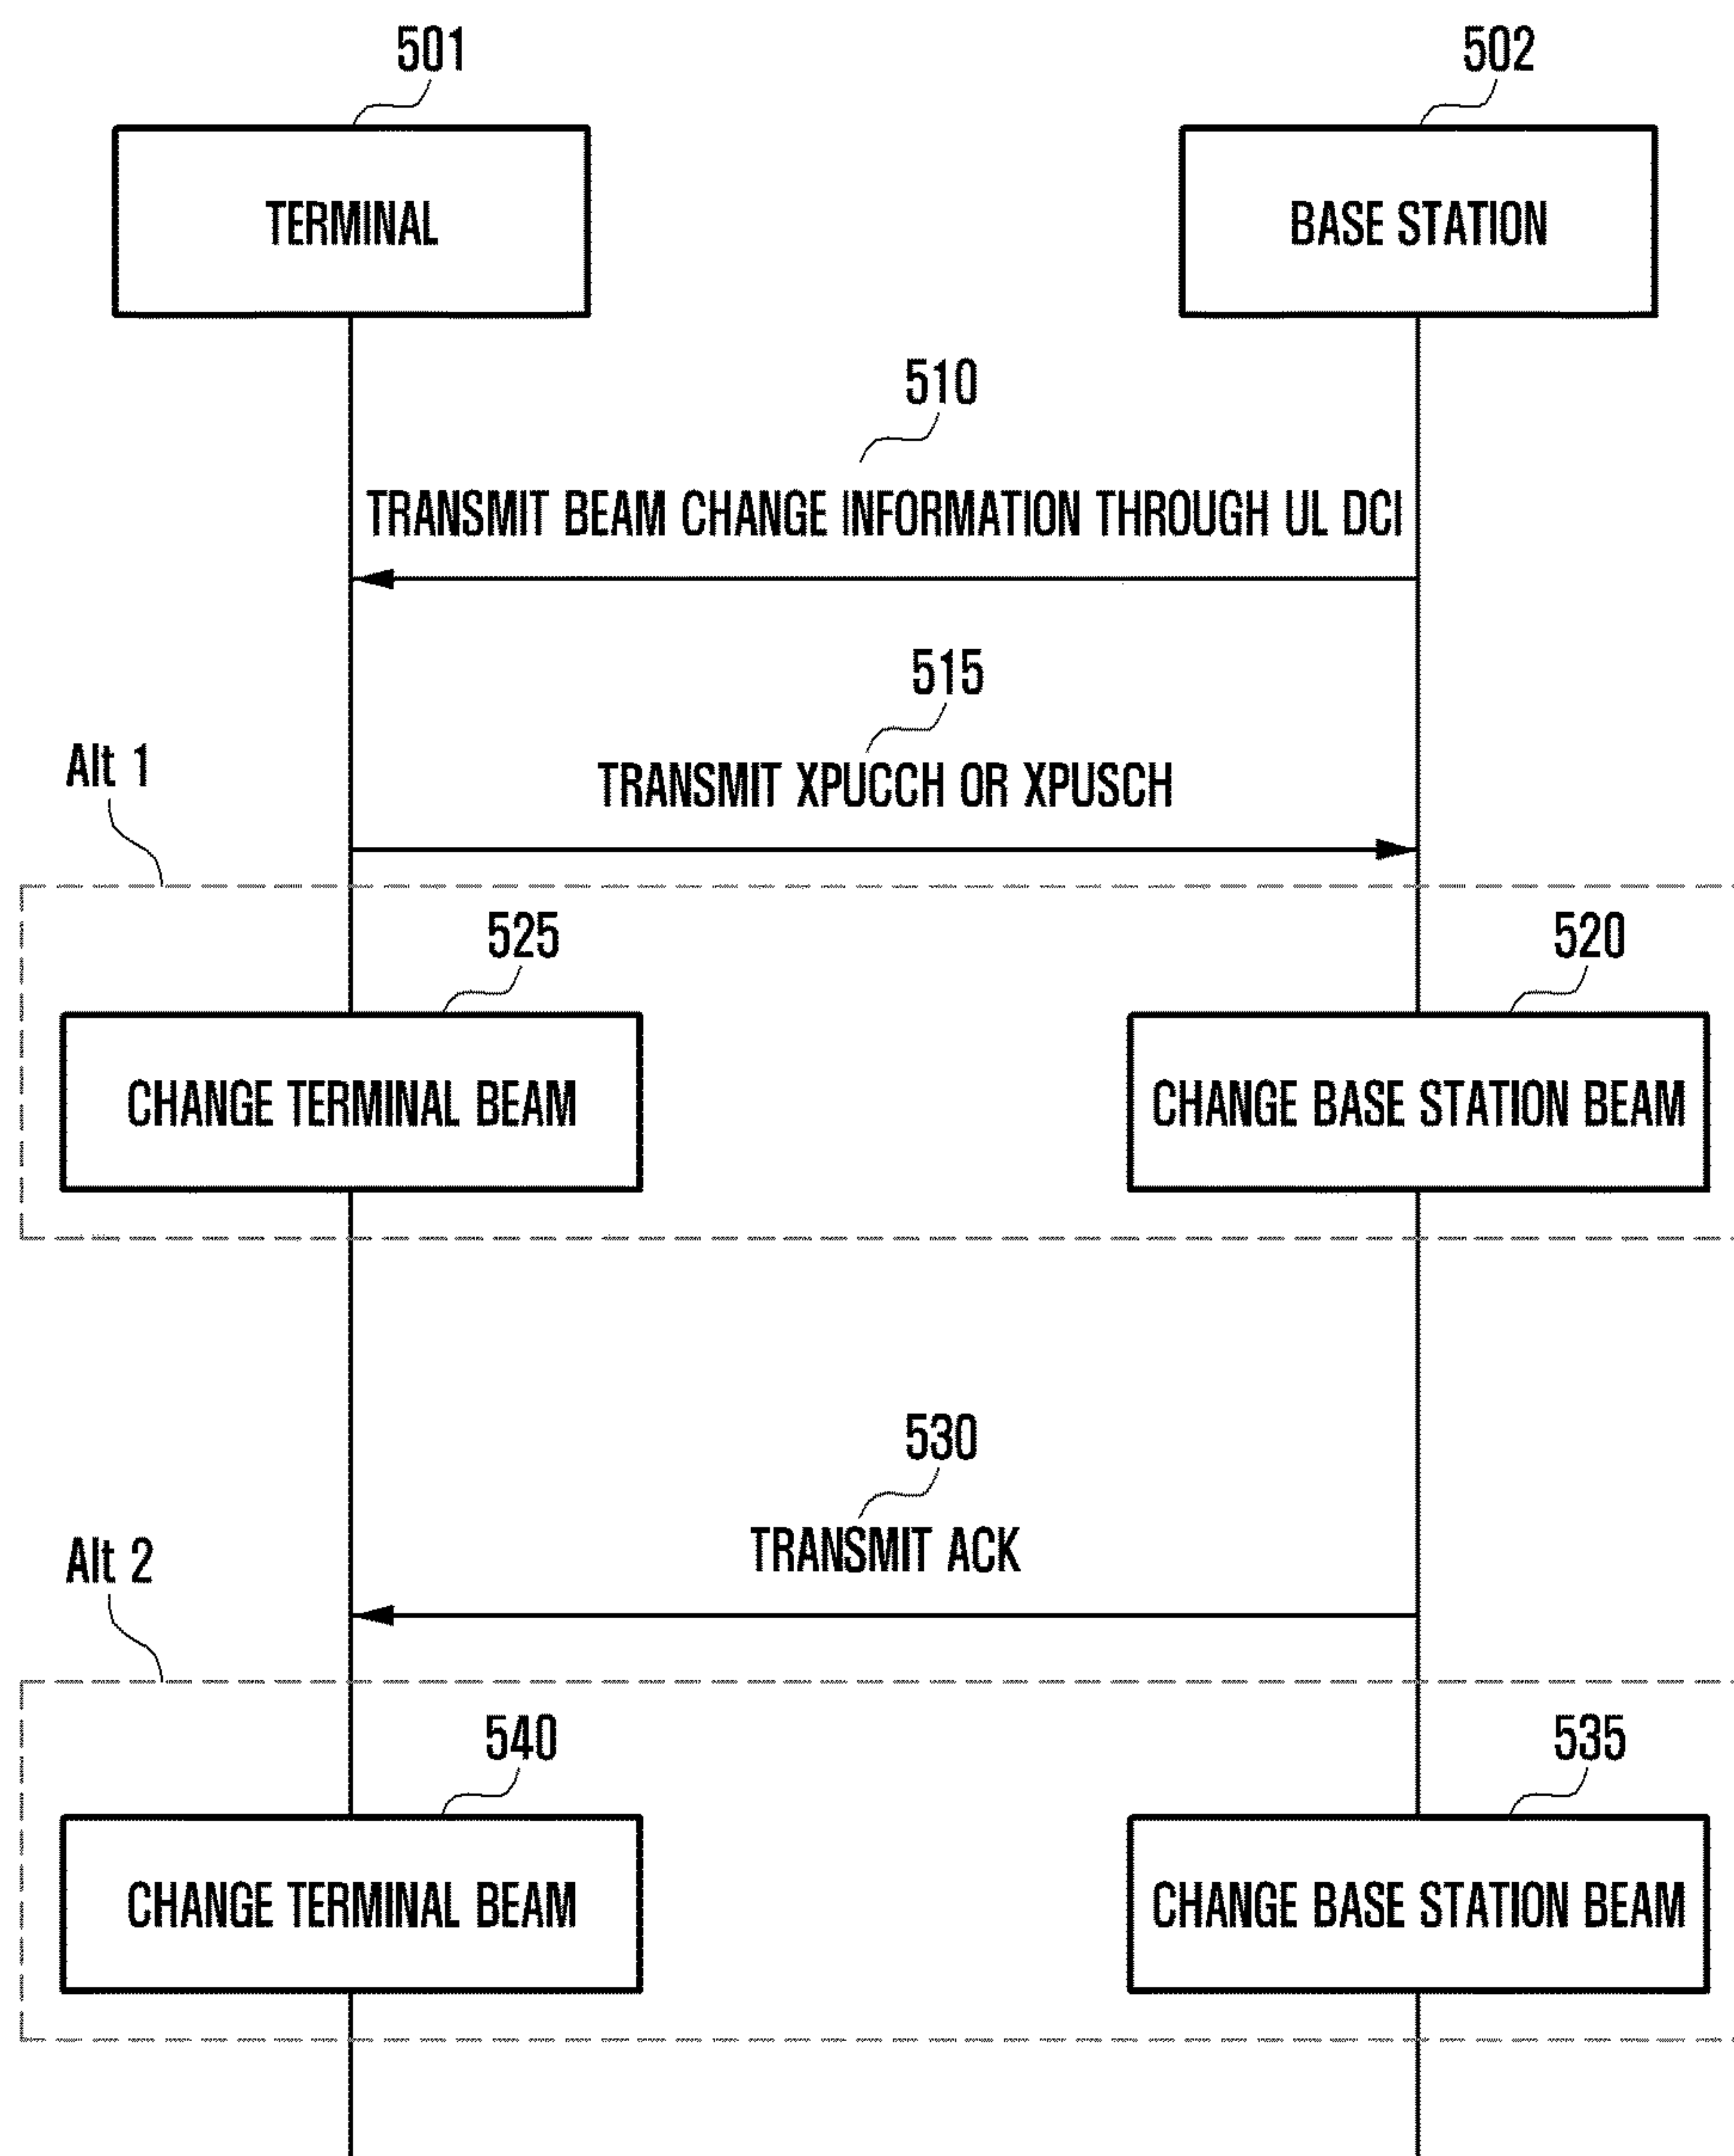 501
502
TERMINAL
BASE STATION
510
TRANSMIT BEAM CHANGE INFORMATION THROUGH UL DCI
515
Alt 1
TRANSMIT XPUCCH OR XPUSCH
525
520
CHANGE TERMINAL BEAM
CHANGE BASE STATION BEAM
530
Alt 2
TRANSMIT ACK
540
535
CHANGE TERMINAL BEAM
CHANGE BASE STATION BEAM